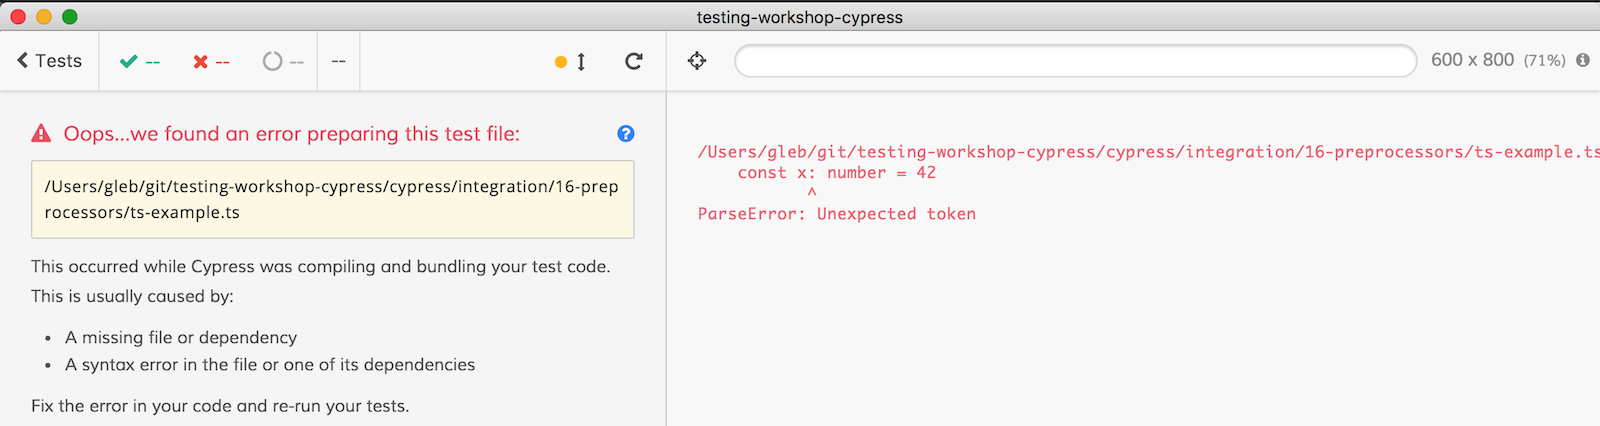 testing-workshop-cypress
Tests -- -- -- -- 600 x 800 (71%)
Oops...we found an error preparing this test file:
/Users/gleb/git/testing-workshop-cypress/cypress/integration/16-prep
rocessors/ts-example.ts
This occurred while Cypress was compiling and bundling your test code.
This is usually caused by:
• A missing file or dependency
• A syntax error in the file or one of its dependencies
Fix the error in your code and re-run your tests.
/Users/gleb/git/testing-workshop-cypress/cypress/integration/16-preprocessors/ts-example.ts
const x: number = 42
^
ParseError: Unexpected token